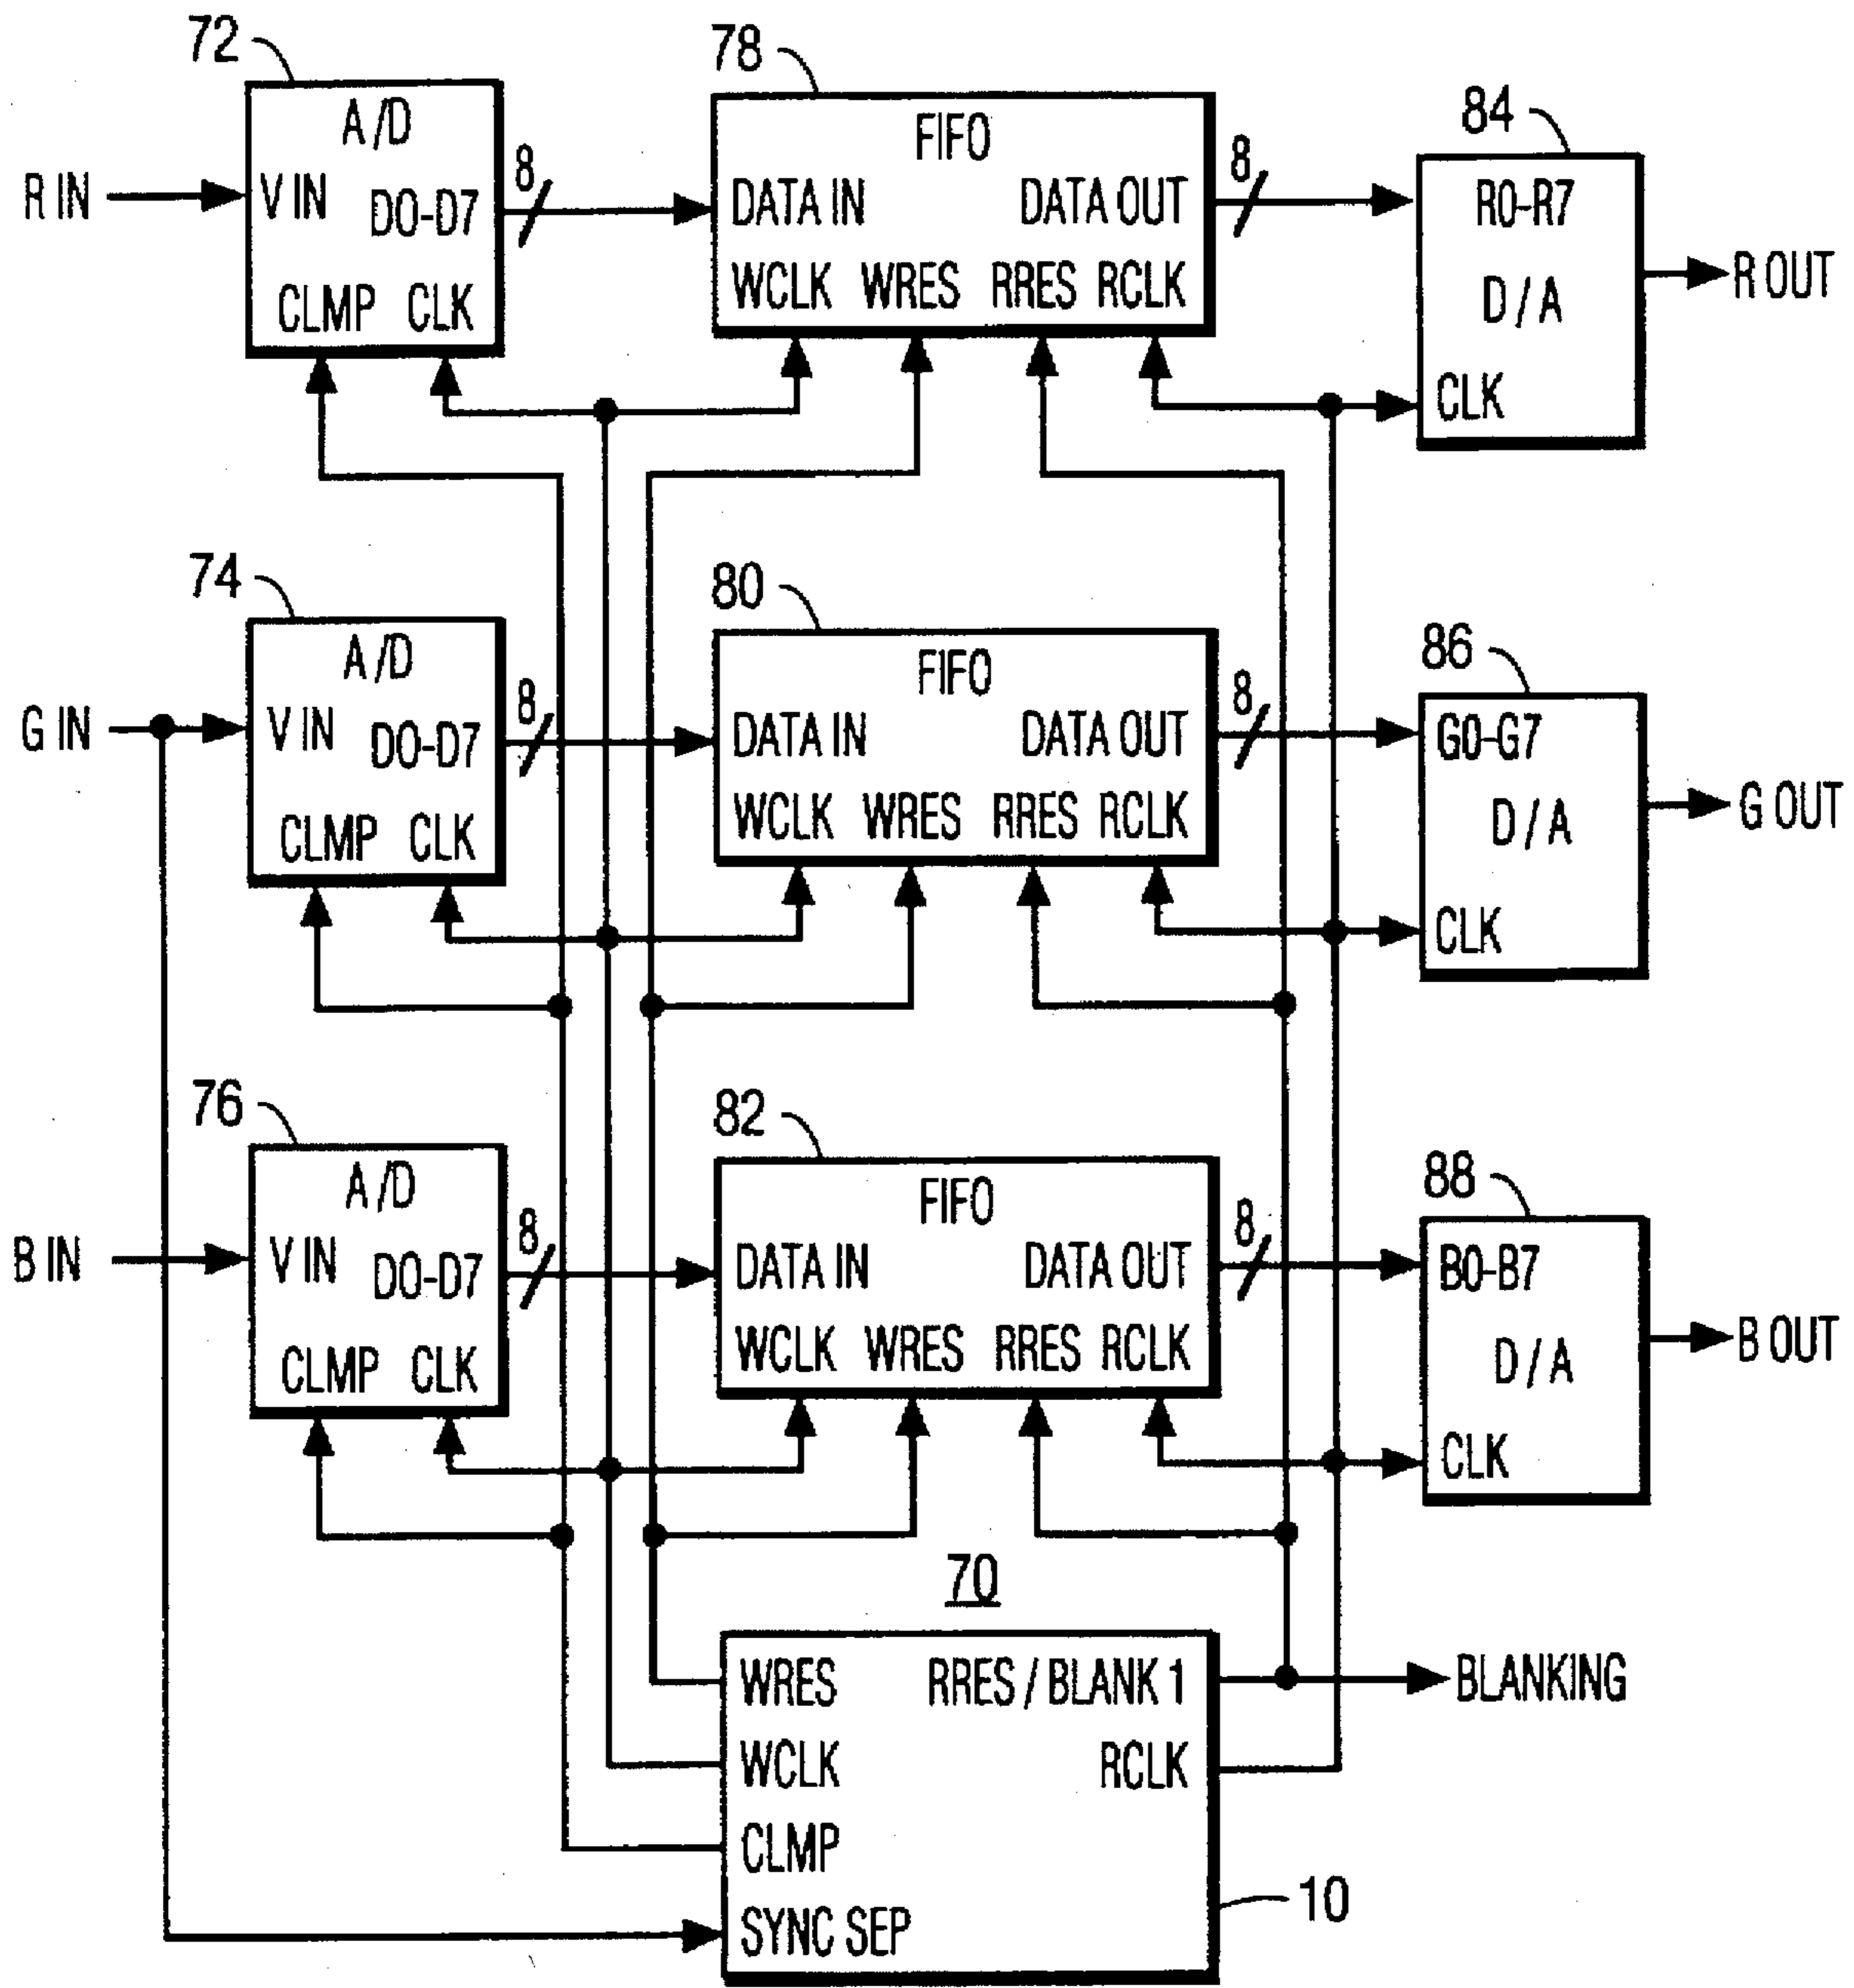 72
A/D
R IN
V IN
D0-D7
CLMP CLK
8
78
FIFO
DATA IN DATA OUT
WCLK WRES RRES RCLK
8
84
R0-R7
D / A
CLK
R OUT
74
A/D
G IN
V IN
D0-D7
CLMP CLK
8
80
FIFO
DATA IN DATA OUT
WCLK WRES RRES RCLK
8
86
G0-G7
D / A
CLK
G OUT
76
A/D
B IN
V IN
D0-D7
CLMP CLK
8
82
FIFO
DATA IN DATA OUT
WCLK WRES RRES RCLK
8
88
B0-B7
D / A
CLK
B OUT
70
WRES RRES / BLANK 1
WCLK RCLK
CLMP
SYNC SEP
BLANKING
10